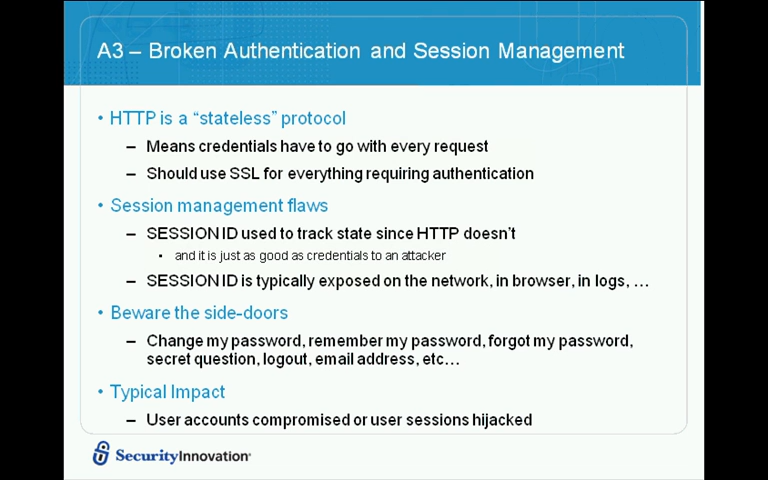 A3 – Broken Authentication and Session Management
• HTTP is a “stateless” protocol
– Means credentials have to go with every request
– Should use SSL for everything requiring authentication
• Session management flaws
– SESSION ID used to track state since HTTP doesn’t
• and it is just as good as credentials to an attacker
– SESSION ID is typically exposed on the network, in browser, in logs, …
• Beware the side-doors
– Change my password, remember my password, forgot my password,
secret question, logout, email address, etc…
• Typical Impact
– User accounts compromised or user sessions hijacked
SecurityInnovation